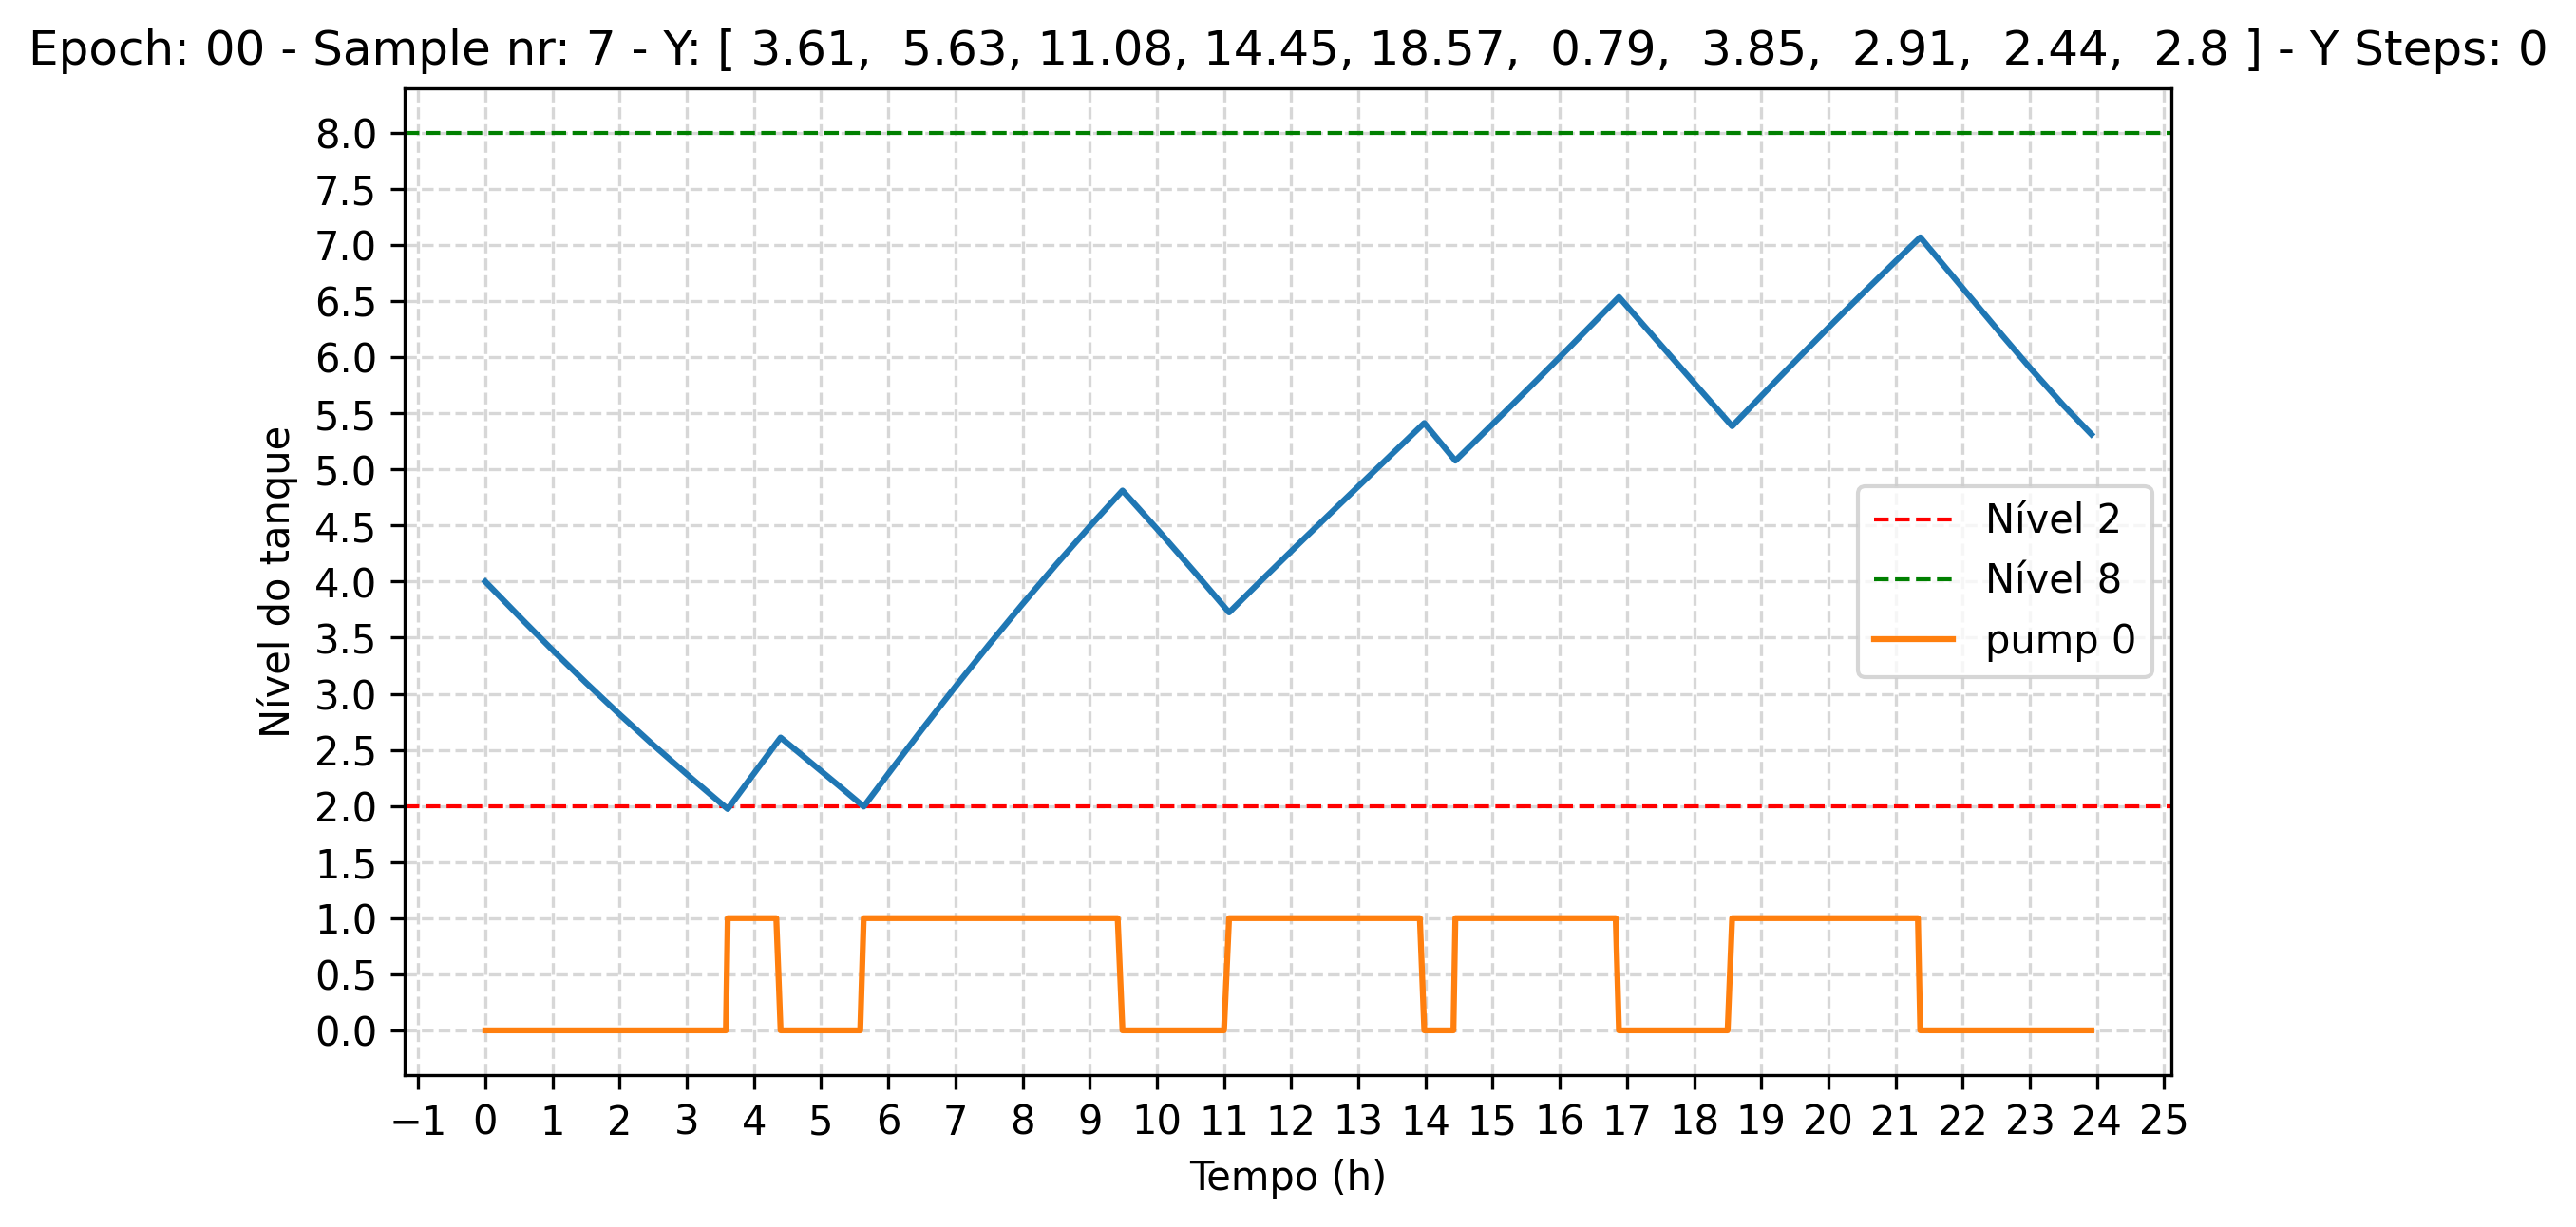 Epoch: 00 - Sample nr: 7 - Y: [ 3.61, 5.63, 11.08, 14.45, 18.57, 0.79, 3.85, 2.91, 2.44, 2.8 ] - Y Steps: 0
8.0
7.5
7.0
6.5
6.0
5.5
5.0
4.5
4.0
3.5
3.0
2.5
2.0
1.5
1.0
0.5
0.0
Nível do tanque
Nível 2
Nível 8
pump 0
−1 0 1 2 3 4 5 6 7 8 9 10 11 12 13 14 15 16 17 18 19 20 21 22 23 24 25
Tempo (h)